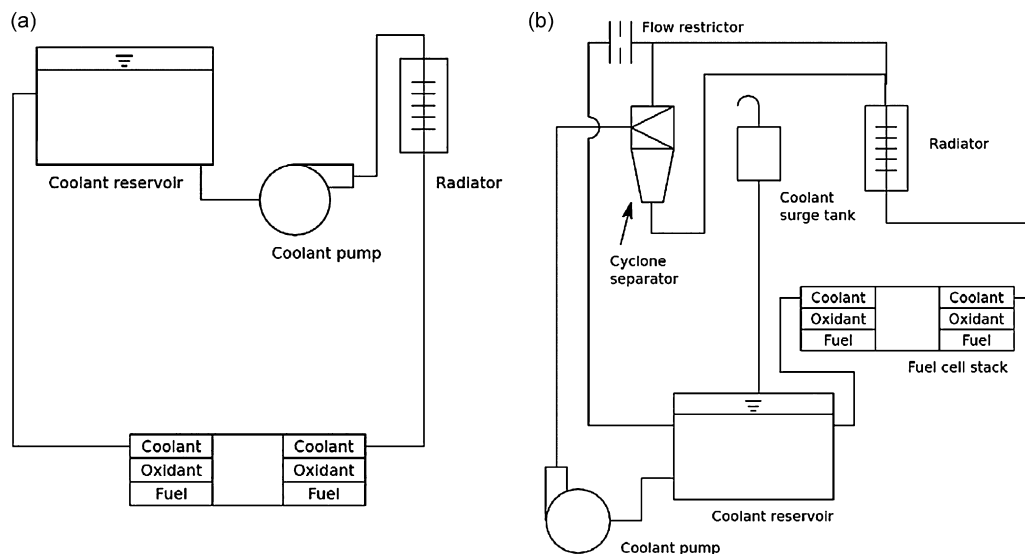 (a)
Coolant reservoir
Coolant pump
Radiator
Coolant
Coolant
Oxidant
Oxidant
Fuel
Fuel
(b)
Flow restrictor
Radiator
Coolant
surge tank
Cyclone
separator
Coolant
Coolant
Oxidant
Oxidant
Fuel
Fuel
Fuel cell stack
Coolant reservoir
Coolant pump